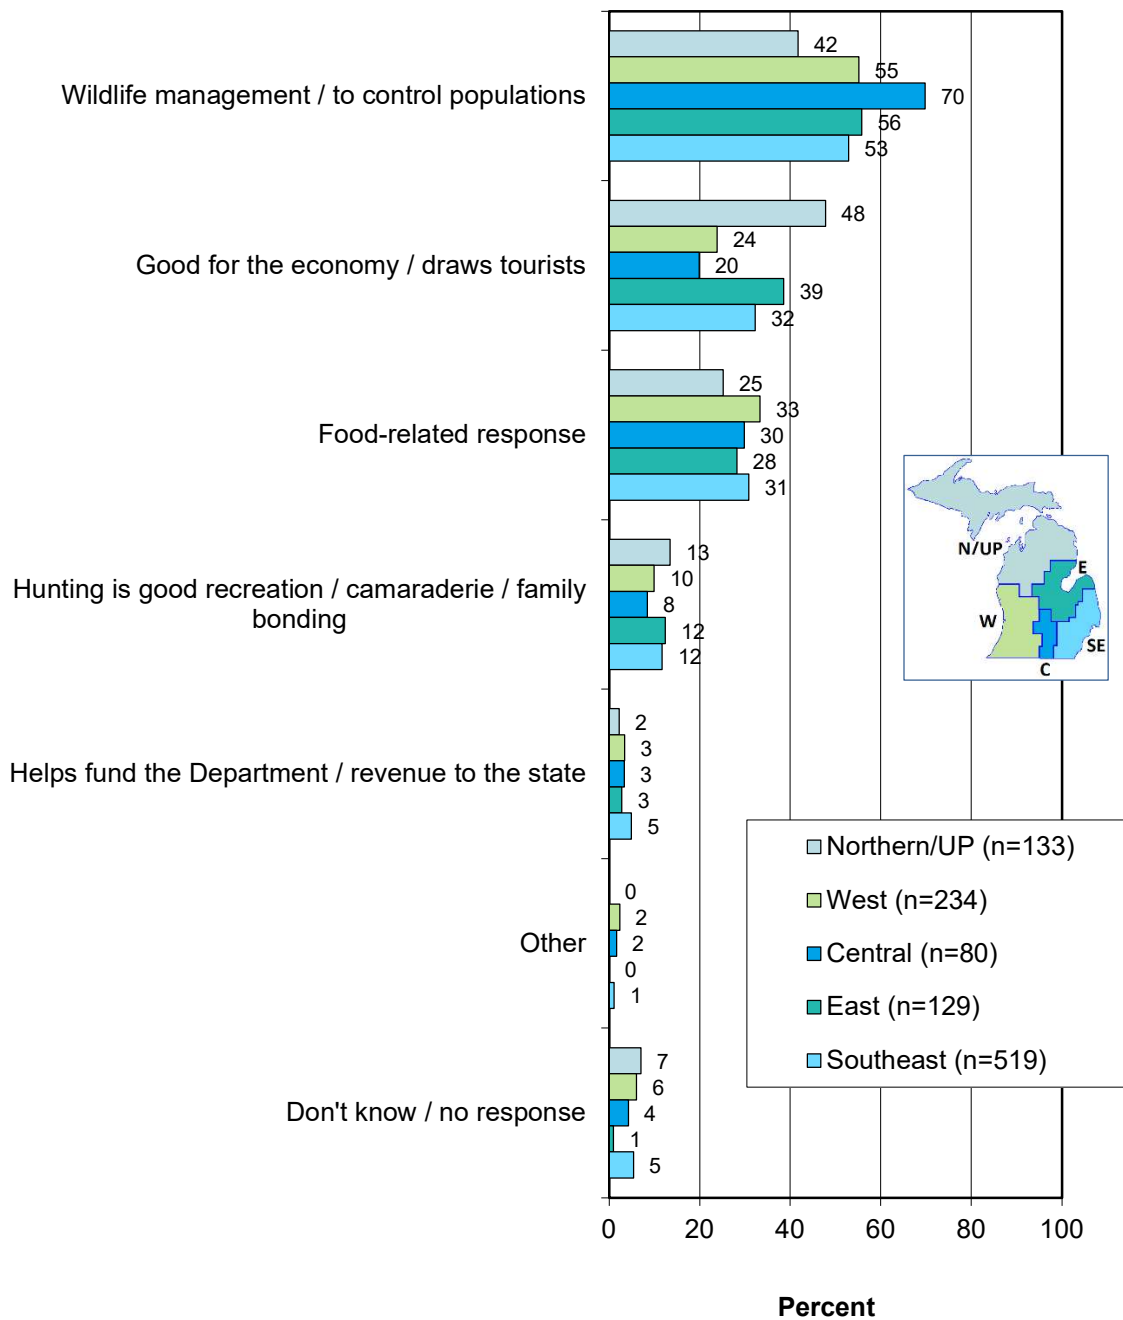 42
55
Wildlife management / to control populations
70
56
53
48
24
Good for the economy / draws tourists
20
39
32
25
33
Food-related response
30
28
31
13
10
Hunting is good recreation / camaraderie / family
bonding
8
12
12
2
3
Helps fund the Department / revenue to the state
3
3
5
0
2
Other
2
0
1
7
6
Don't know / no response
4
1
5
N/UP
E
W
SE
C
Northern/UP (n=133)
West (n=234)
Central (n=80)
East (n=129)
Southeast (n=519)
0 20 40 60 80 100
Percent